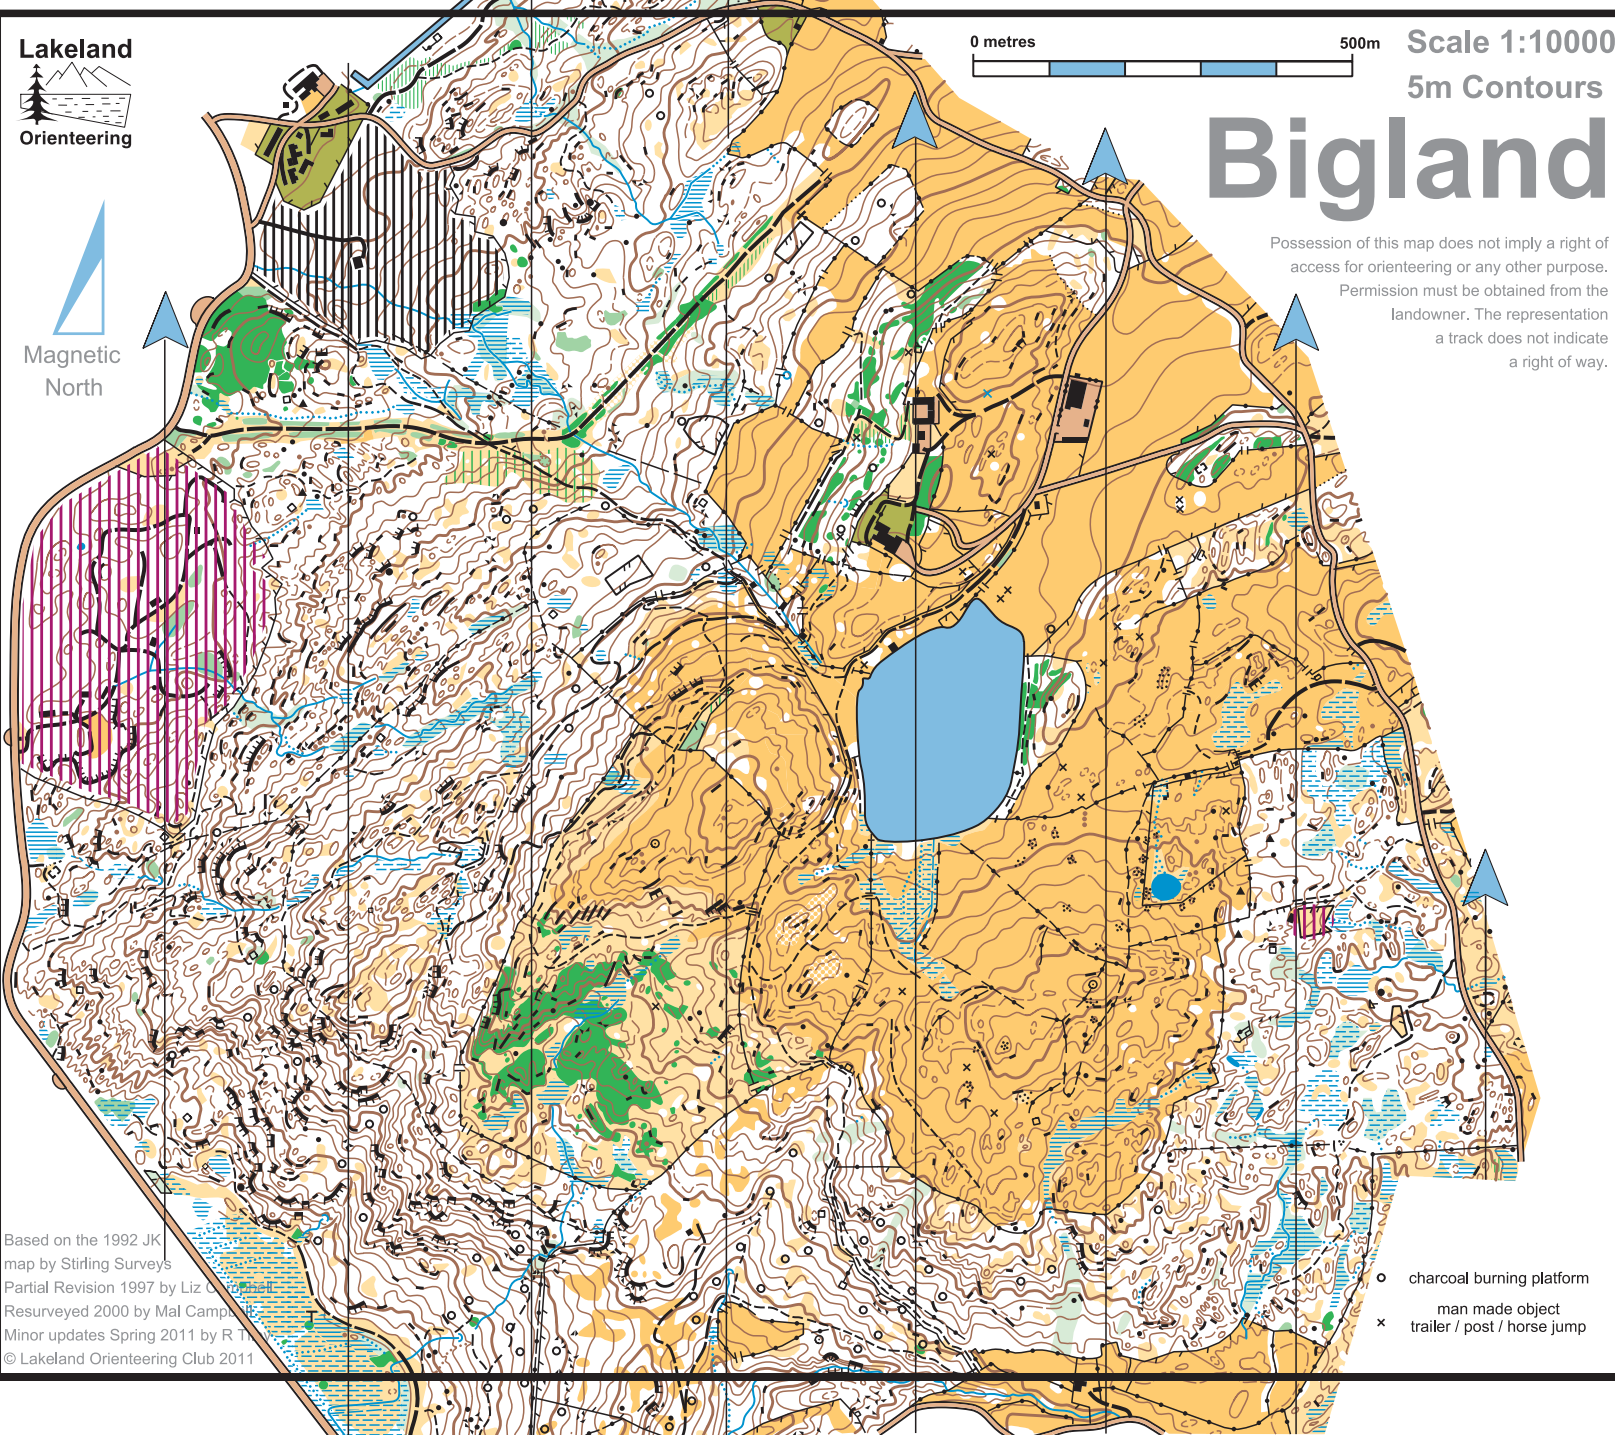 Lakeland
Orienteering
0 metres
500m
Scale 1:10000
5m Contours
Bigland
Possession of this map does not imply a right of
access for orienteering or any other purpose.
Permission must be obtained from the
landowner. The representation
a track does not indicate
a right of way.
Magnetic
North
Based on the 1992 JK
map by Stirling Surveys
Partial Revision 1997 by Liz Campbell
Resurveyed 2000 by Mal Campbell
Minor updates Spring 2011 by R
© Lakeland Orienteering Club 2011
charcoal burning platform
man made object
trailer / post / horse jump